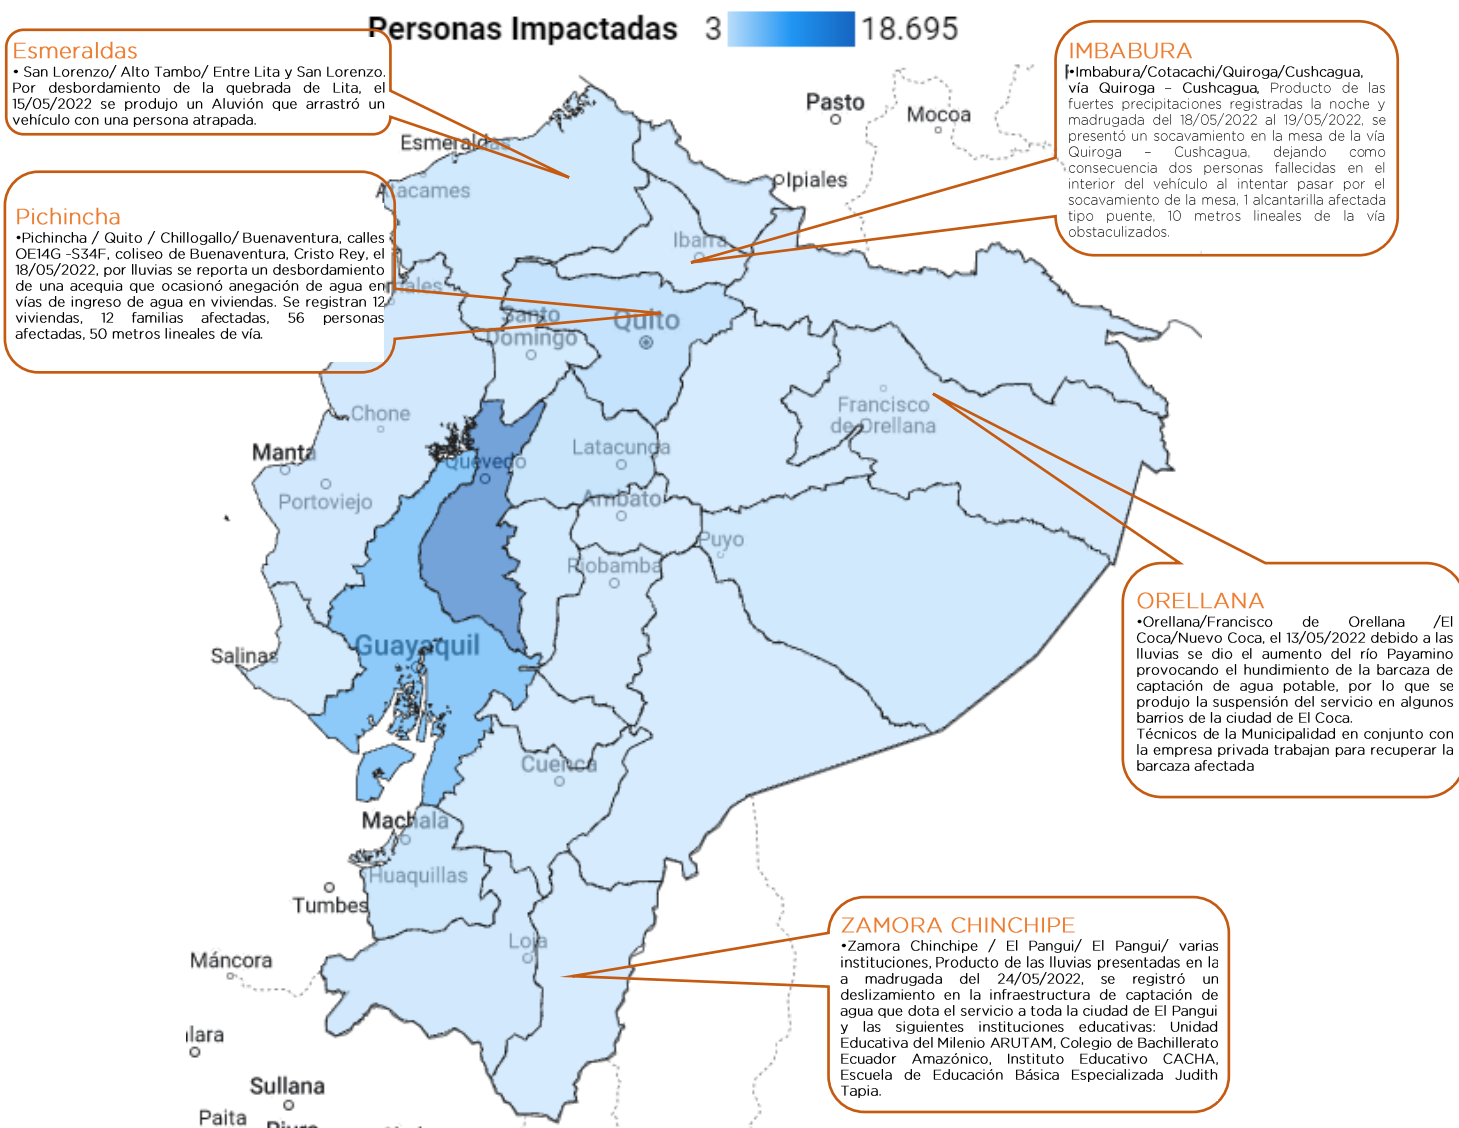 Personas Impactadas 3 18.695
Esmeraldas
• San Lorenzo/ Alto Tambo/ Entre Lita y San Lorenzo.
Por desbordamiento de la quebrada de Lita, el
15/05/2022 se produjo un Aluvión que arrastró un
vehículo con una persona atrapada.
IMBABURA
•Imbabura/Cotacachi/Quiroga/Cushcagua,
vía Quiroga – Cushcagua, Producto de las
fuertes precipitaciones registradas la noche y
madrugada del 18/05/2022 al 19/05/2022, se
presentó un socavamiento en la mesa de la vía
Quiroga – Cushcagua, dejando como
consecuencia dos personas fallecidas en el
interior del vehículo al intentar pasar por el
socavamiento de la mesa, 1 alcantarilla afectada
tipo puente, 10 metros lineales de la vía
obstaculizados.
Pichincha
•Pichincha / Quito / Chillogallo/ Buenaventura, calles
OE14G -S34F, coliseo de Buenaventura, Cristo Rey, el
18/05/2022, por lluvias se reporta un desbordamiento
de una acequia que ocasionó anegación de agua en
vías de ingreso de agua en viviendas. Se registran 12
viviendas, 12 familias afectadas, 56 personas
afectadas, 50 metros lineales de vía.
Pasto
Mocoa
Esmeraldas
Ipiales
Atacames
Ibarra
nales
Santo
Domingo
Quito
Chone
Francisco
de Orellana
Manta
Quevedo
Latacunga
Portoviejo
Ambato
Puyo
Riobamba
Salinas
Guayaquil
Cuenca
Machala
Huaquillas
Tumbes
Loja
Máncora
lara
Sullana
Paita
ORELLANA
•Orellana/Francisco de Orellana /El
Coca/Nuevo Coca, el 13/05/2022 debido a las
lluvias se dio el aumento del río Payamino
provocando el hundimiento de la barcaza de
captación de agua potable, por lo que se
produjo la suspensión del servicio en algunos
barrios de la ciudad de El Coca.
Técnicos de la Municipalidad en conjunto con
la empresa privada trabajan para recuperar la
barcaza afectada
ZAMORA CHINCHIPE
•Zamora Chinchipe / El Pangui/ El Pangui/ varias
instituciones, Producto de las lluvias presentadas en la
a madrugada del 24/05/2022, se registró un
deslizamiento en la infraestructura de captación de
agua que dota el servicio a toda la ciudad de El Pangui
y las siguientes instituciones educativas: Unidad
Educativa del Milenio ARUTAM, Colegio de Bachillerato
Ecuador Amazónico, Instituto Educativo CACHA,
Escuela de Educación Básica Especializada Judith
Tapia.